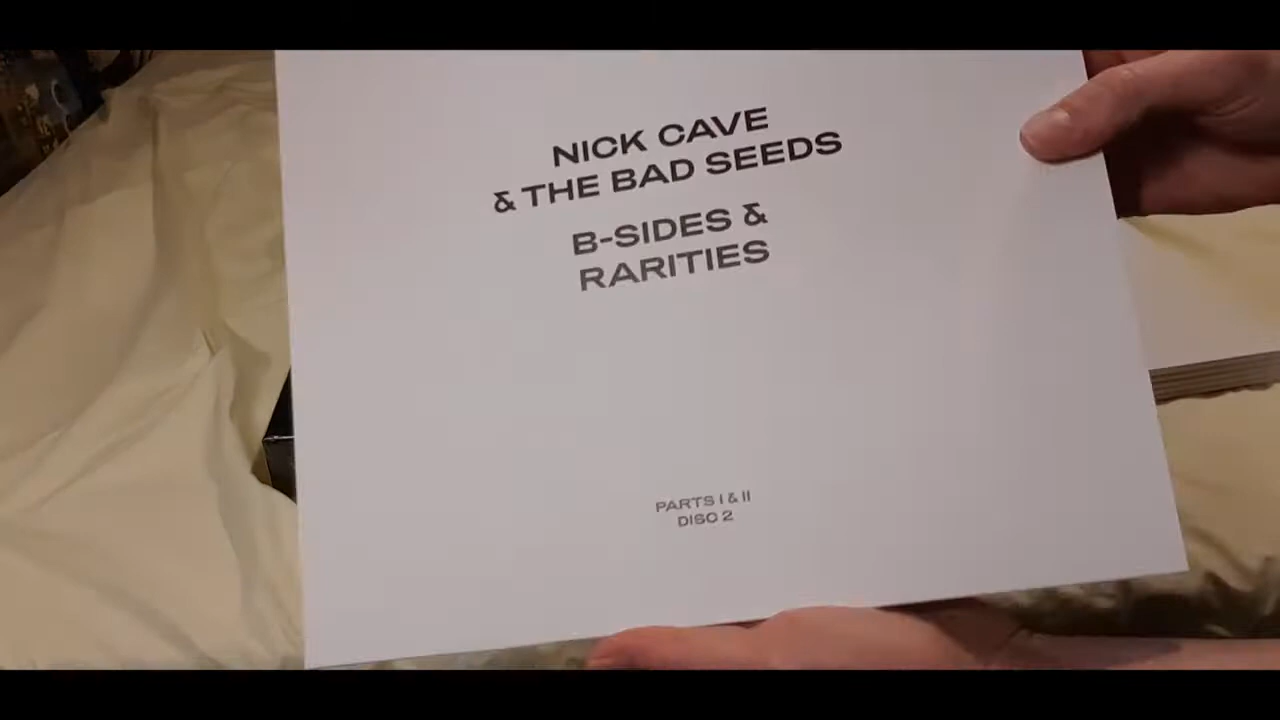 NICK CAVE
& THE BAD SEEDS
B-SIDES &
RARITIES
PARTS I & II
DISC 2